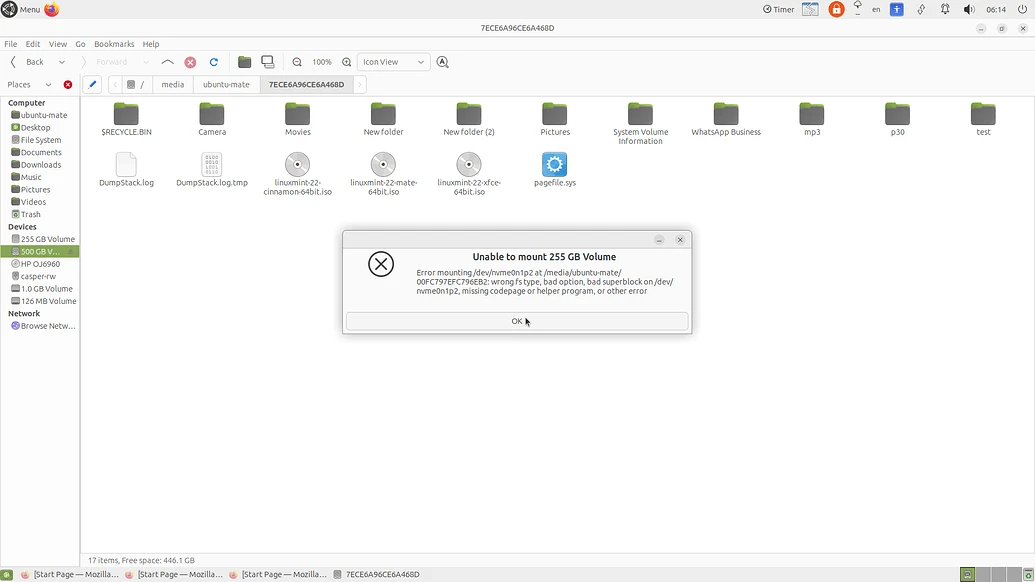 Menu
Timer
en
06:14
7ECE6A96CE6A468D
File Edit View Go Bookmarks Help
Back Forward 100% Icon View
Places / media ubuntu-mate 7ECE6A96CE6A468D
Computer
ubuntu-mate
Desktop
File System
Documents
Downloads
Music
Pictures
Videos
Trash
Devices
255 GB Volume
500 GB V...
HP OJ6960
casper-rw
1.0 GB Volume
126 MB Volume
Network
Browse Netw...
$RECYCLE.BIN Camera Movies New folder New folder (2) Pictures System Volume Information WhatsApp Business mp3 p30 test
DumpStack.log DumpStack.log.tmp linuxmint-22-cinnamon-64bit.iso linuxmint-22-mate-64bit.iso linuxmint-22-xfce-64bit.iso pagefile.sys
Unable to mount 255 GB Volume
Error mounting /dev/nvme0n1p2 at /media/ubuntu-mate/
00FC797EFC796EB2: wrong fs type, bad option, bad superblock on /dev/
nvme0n1p2, missing codepage or helper program, or other error
OK
17 items, Free space: 446.1 GB
[Start Page — Mozilla... [Start Page — Mozilla... [Start Page — Mozilla... 7ECE6A96CE6A468D